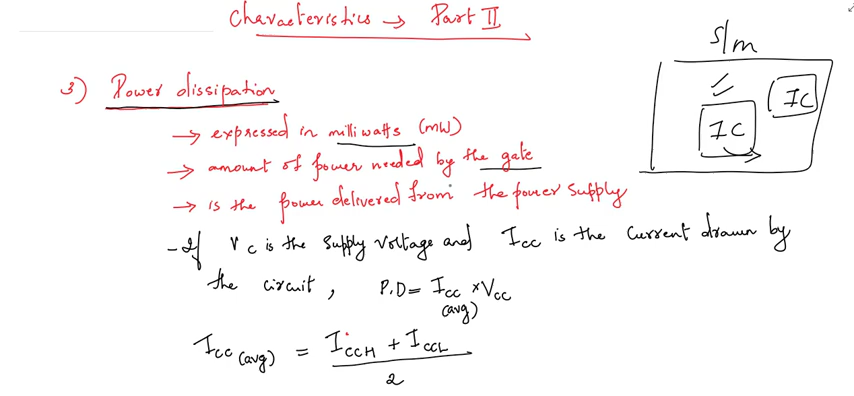 Characteristics → Part II
S/m
3) Power dissipation
IC
IC
→ expressed in milliwatts (mW)
→ amount of power needed by the gate
→ is the power delivered from the power supply
- If Vc is the supply voltage and Icc is the current drawn by
the circuit, P.D = Icc (avg) × Vcc
Icc (avg) = ICCH + ICCL / 2